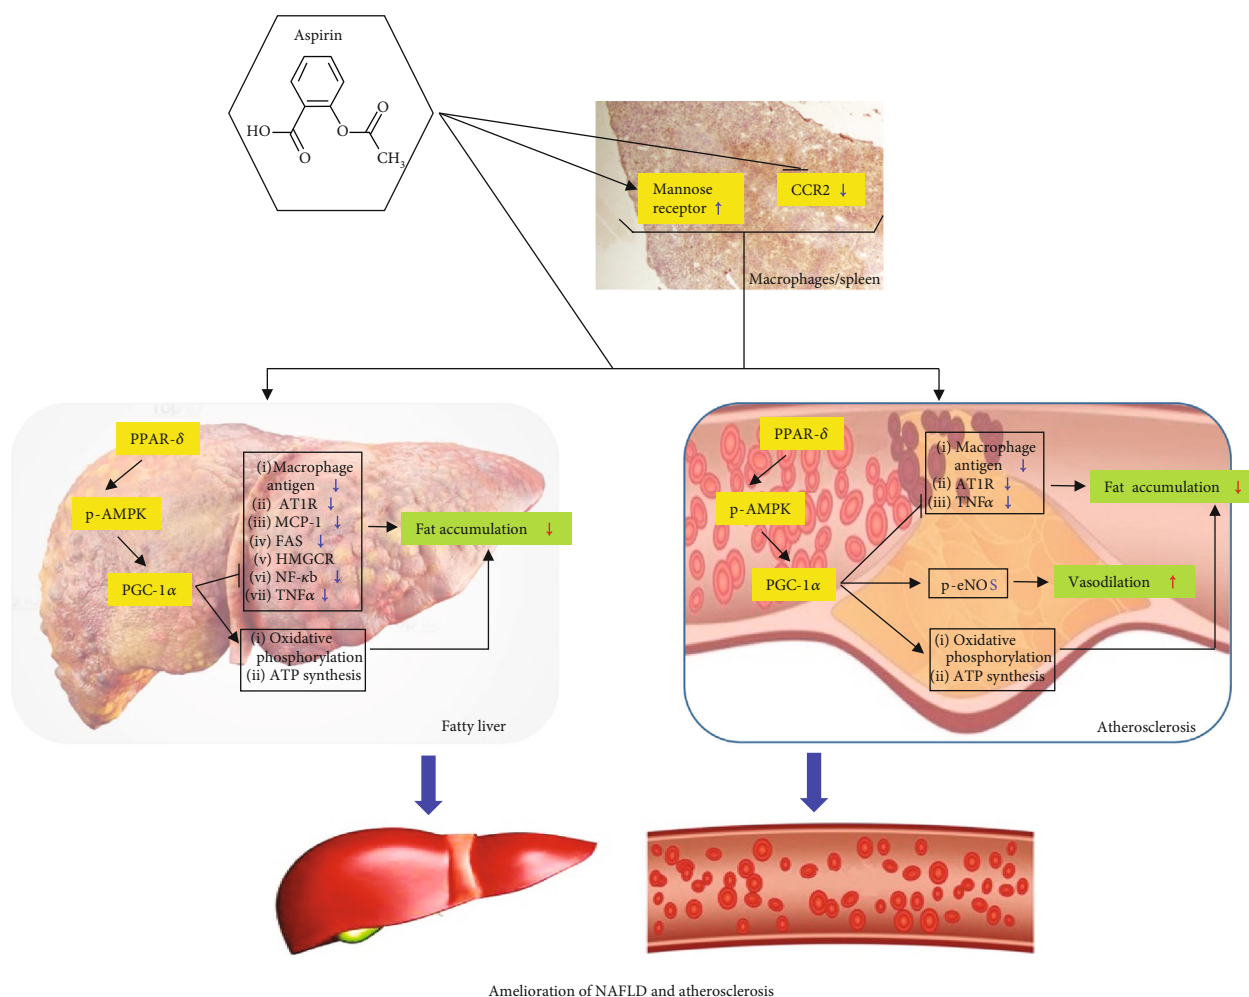 Aspirin
HO
O
O
O
CH3
Mannose
receptor ↑
CCR2 ↓
Macrophages/spleen
PPAR-δ
p-AMPK
PGC-1α
(i) Macrophage
antigen ↓
(ii) AT1R ↓
(iii) MCP-1 ↓
(iv) FAS ↓
(v) HMGCR
(vi) NF-κb ↓
(vii) TNFα ↓
Fat accumulation ↓
(i) Oxidative
phosphorylation
(ii) ATP synthesis
Fatty liver
PPAR-δ
p-AMPK
PGC-1α
(i) Macrophage
antigen ↓
(ii) AT1R ↓
(iii) TNFα ↓
Fat accumulation ↓
p-eNOS
Vasodilation ↑
(i) Oxidative
phosphorylation
(ii) ATP synthesis
Atherosclerosis
Amelioration of NAFLD and atherosclerosis